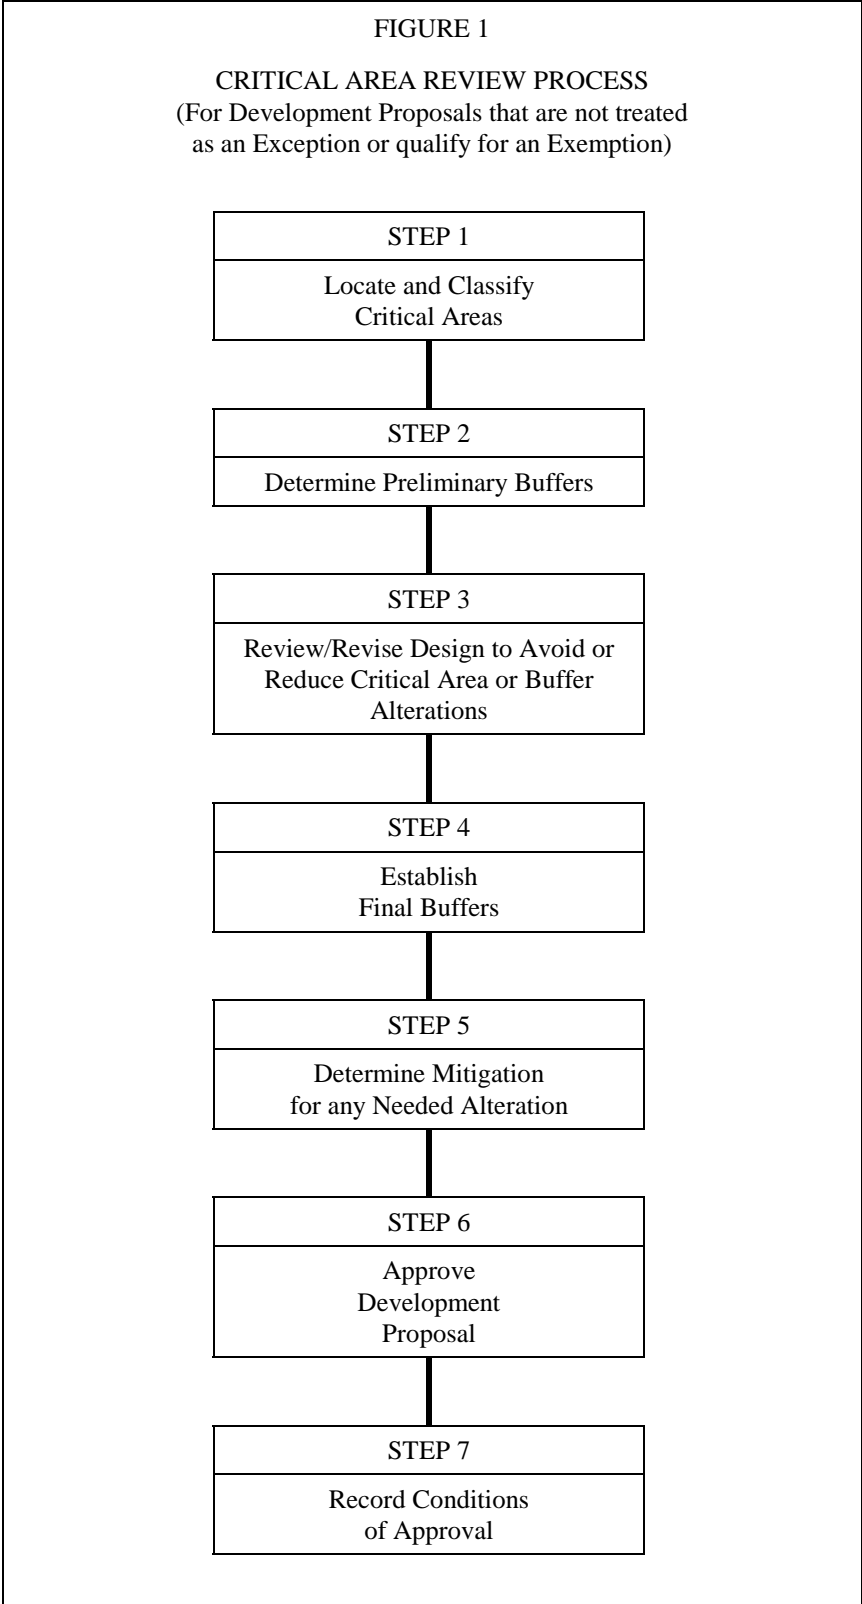 FIGURE 1
CRITICAL AREA REVIEW PROCESS
(For Development Proposals that are not treated
as an Exception or qualify for an Exemption)
STEP 1
Locate and Classify
Critical Areas
STEP 2
Determine Preliminary Buffers
STEP 3
Review/Revise Design to Avoid or
Reduce Critical Area or Buffer
Alterations
STEP 4
Establish
Final Buffers
STEP 5
Determine Mitigation
for any Needed Alteration
STEP 6
Approve
Development
Proposal
STEP 7
Record Conditions
of Approval